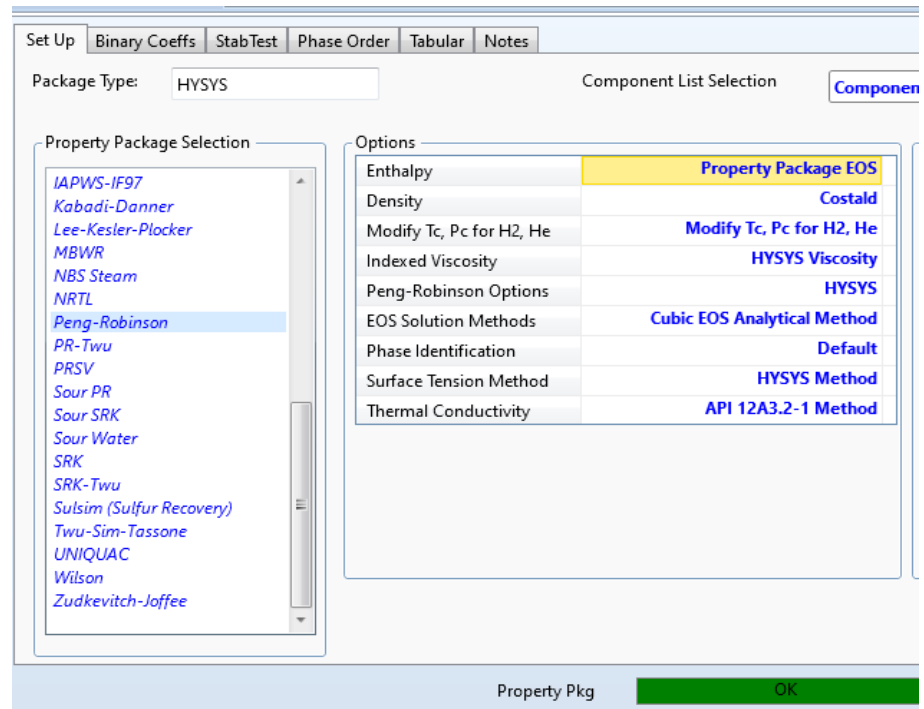 Set Up Binary Coeffs StabTest Phase Order Tabular Notes
Package Type: HYSYS Component List Selection Componen
Property Package Selection
IAPWS-IF97
Kabadi-Danner
Lee-Kesler-Plocker
MBWR
NBS Steam
NRTL
Peng-Robinson
PR-Twu
PRSV
Sour PR
Sour SRK
Sour Water
SRK
SRK-Twu
Sulsim (Sulfur Recovery)
Twu-Sim-Tassone
UNIQUAC
Wilson
Zudkevitch-Joffee
Options
Enthalpy Property Package EOS
Density Costald
Modify Tc, Pc for H2, He Modify Tc, Pc for H2, He
Indexed Viscosity HYSYS Viscosity
Peng-Robinson Options HYSYS
EOS Solution Methods Cubic EOS Analytical Method
Phase Identification Default
Surface Tension Method HYSYS Method
Thermal Conductivity API 12A3.2-1 Method
Property Pkg OK